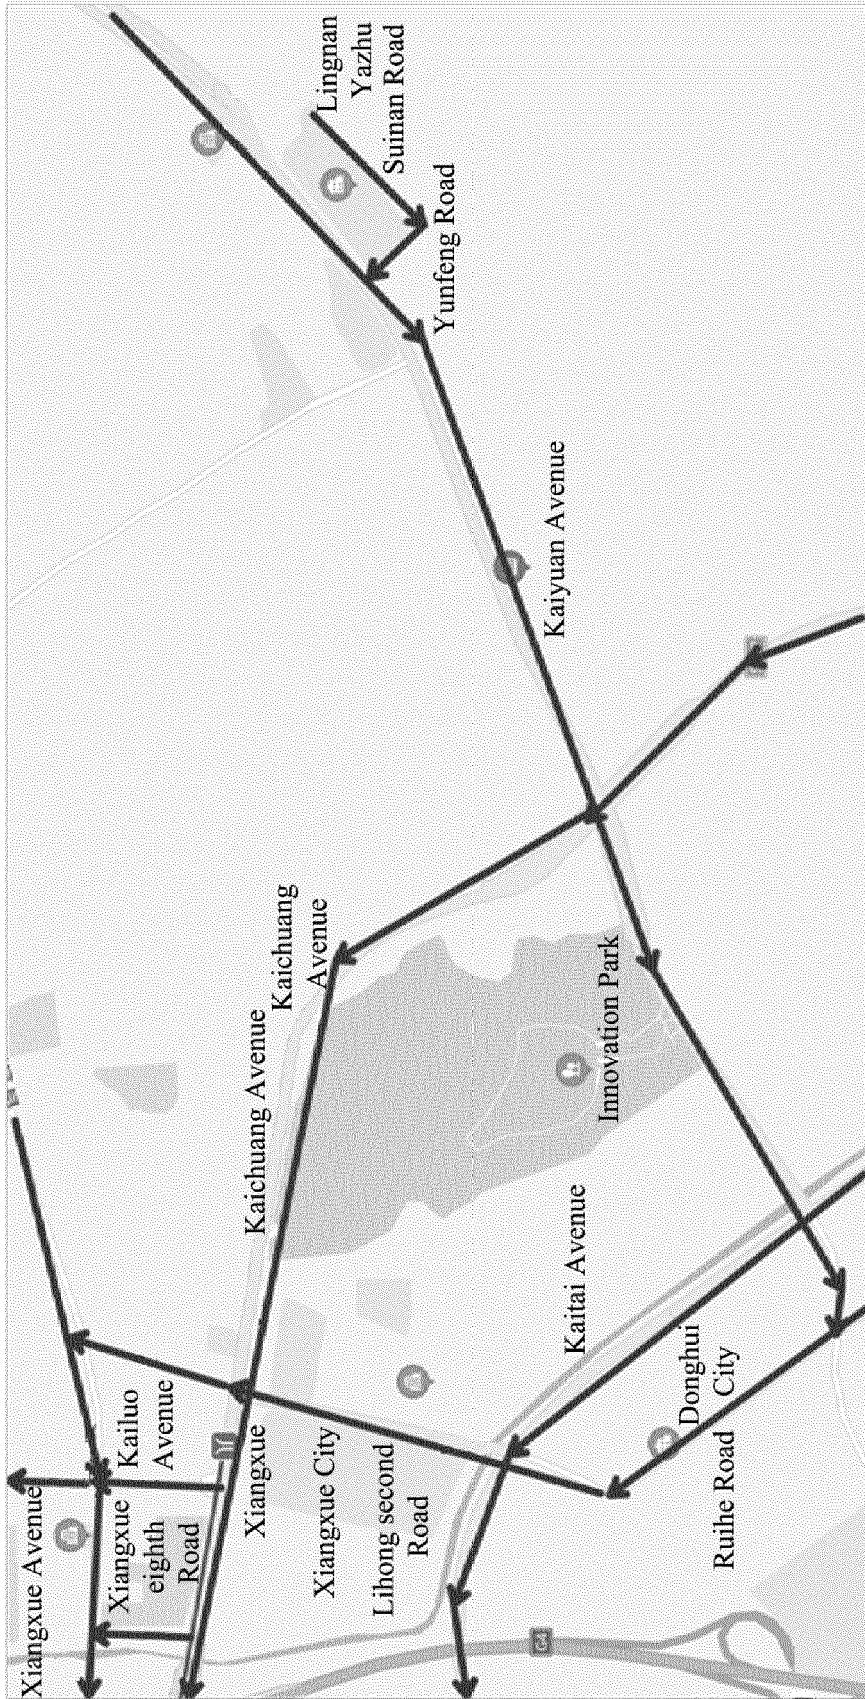 Xiangxue Avenue
Kailuo
Avenue
Xiangxue
eighth
Road
Kaichuang Avenue
Kaichuang
Avenue
Lingnan
Yazhu
Suinan Road
Yunfeng Road
Xiangxue
Xiangxue City
Lihong second
Road
Kaiyuan Avenue
Innovation Park
Kaitai Avenue
Donghui
City
Ruihe Road
G4